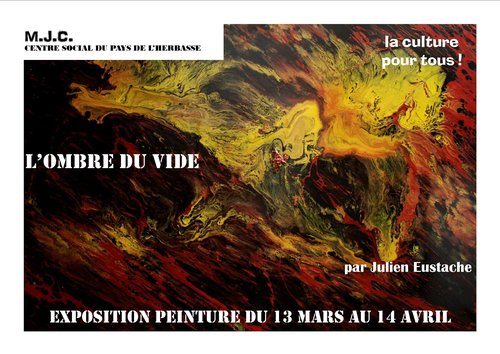 M.J.C.
CENTRE SOCIAL DU PAYS DE L'HERBASSE
la culture
pour tous !
L'OMBRE DU VIDE
par Julien Eustache
EXPOSITION PEINTURE DU 13 MARS AU 14 AVRIL